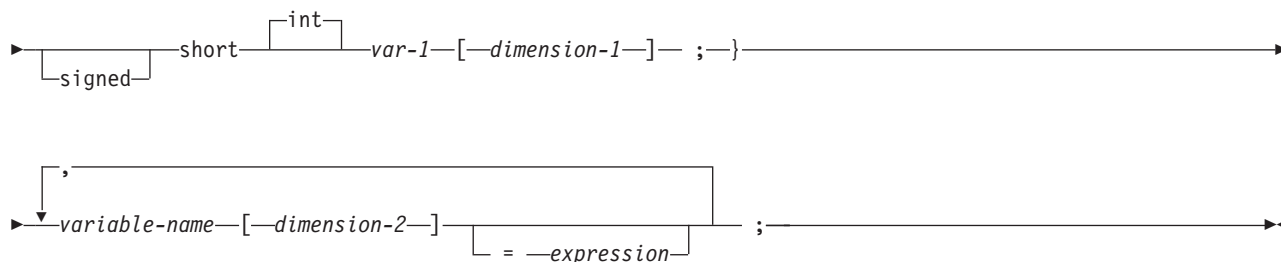 int
short var-1 [ dimension-1 ] ; }
signed
,
variable-name [ dimension-2 ] ;
= expression